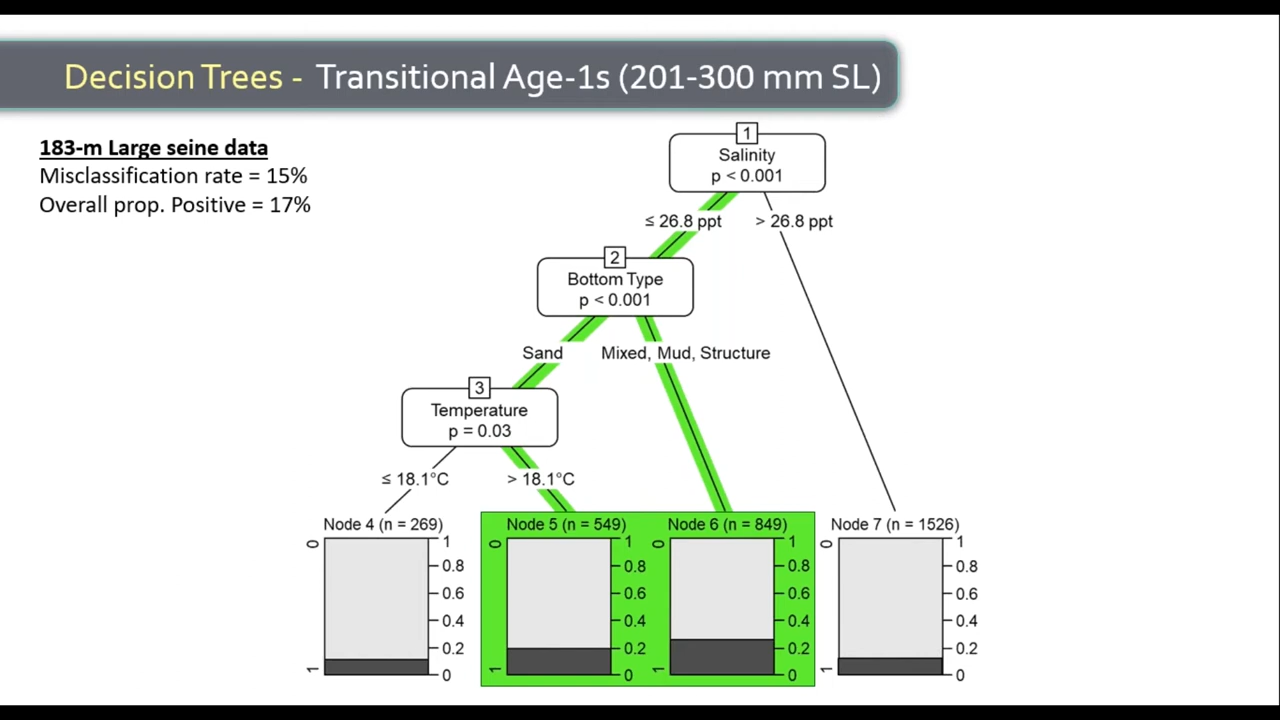 Decision Trees - Transitional Age-1s (201-300 mm SL)
183-m Large seine data
Misclassification rate = 15%
Overall prop. Positive = 17%
1
Salinity
p < 0.001
≤ 26.8 ppt > 26.8 ppt
2
Bottom Type
p < 0.001
Sand Mixed, Mud, Structure
3
Temperature
p = 0.03
≤ 18.1°C > 18.1°C
Node 4 (n = 269) Node 5 (n = 549) Node 6 (n = 849) Node 7 (n = 1526)
0 1 0 1 0 1 0 1
0.8 0.8 0.8 0.8
0.6 0.6 0.6 0.6
0.4 0.4 0.4 0.4
0.2 0.2 0.2 0.2
1 0 1 0 1 0 1 0